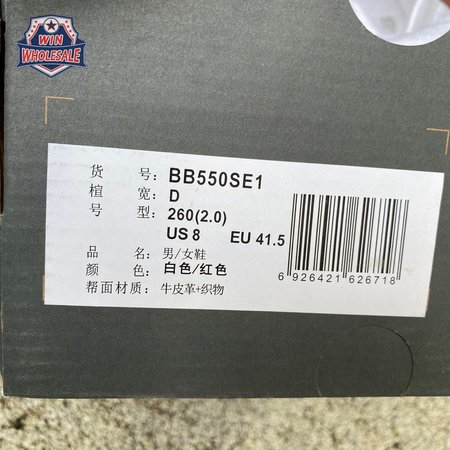 WIN
WHOLESALE
货 号: BB550SE1
楦 宽: D
号 型: 260(2.0)
US 8 EU 41.5
品 名: 男/女鞋
颜 色: 白色/红色
帮面材质: 牛皮革+织物
6 926421 626718